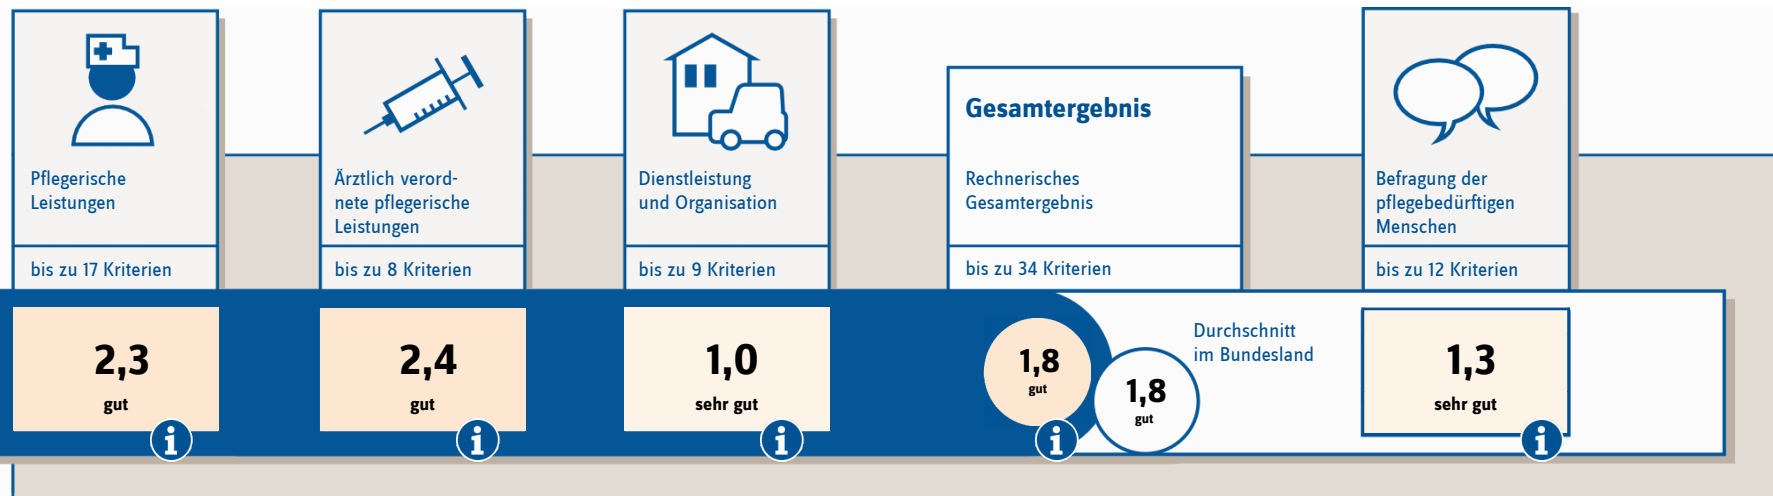 Pflegerische
Leistungen
bis zu 17 Kriterien
2,3
gut
i
Ärztlich verord-
nete pflegerische
Leistungen
bis zu 8 Kriterien
2,4
gut
i
Dienstleistung
und Organisation
bis zu 9 Kriterien
1,0
sehr gut
i
Gesamtergebnis
Rechnerisches
Gesamtergebnis
bis zu 34 Kriterien
1,8
gut
i
Durchschnitt
im Bundesland
1,8
gut
Befragung der
pflegebedürftigen
Menschen
bis zu 12 Kriterien
1,3
sehr gut
i